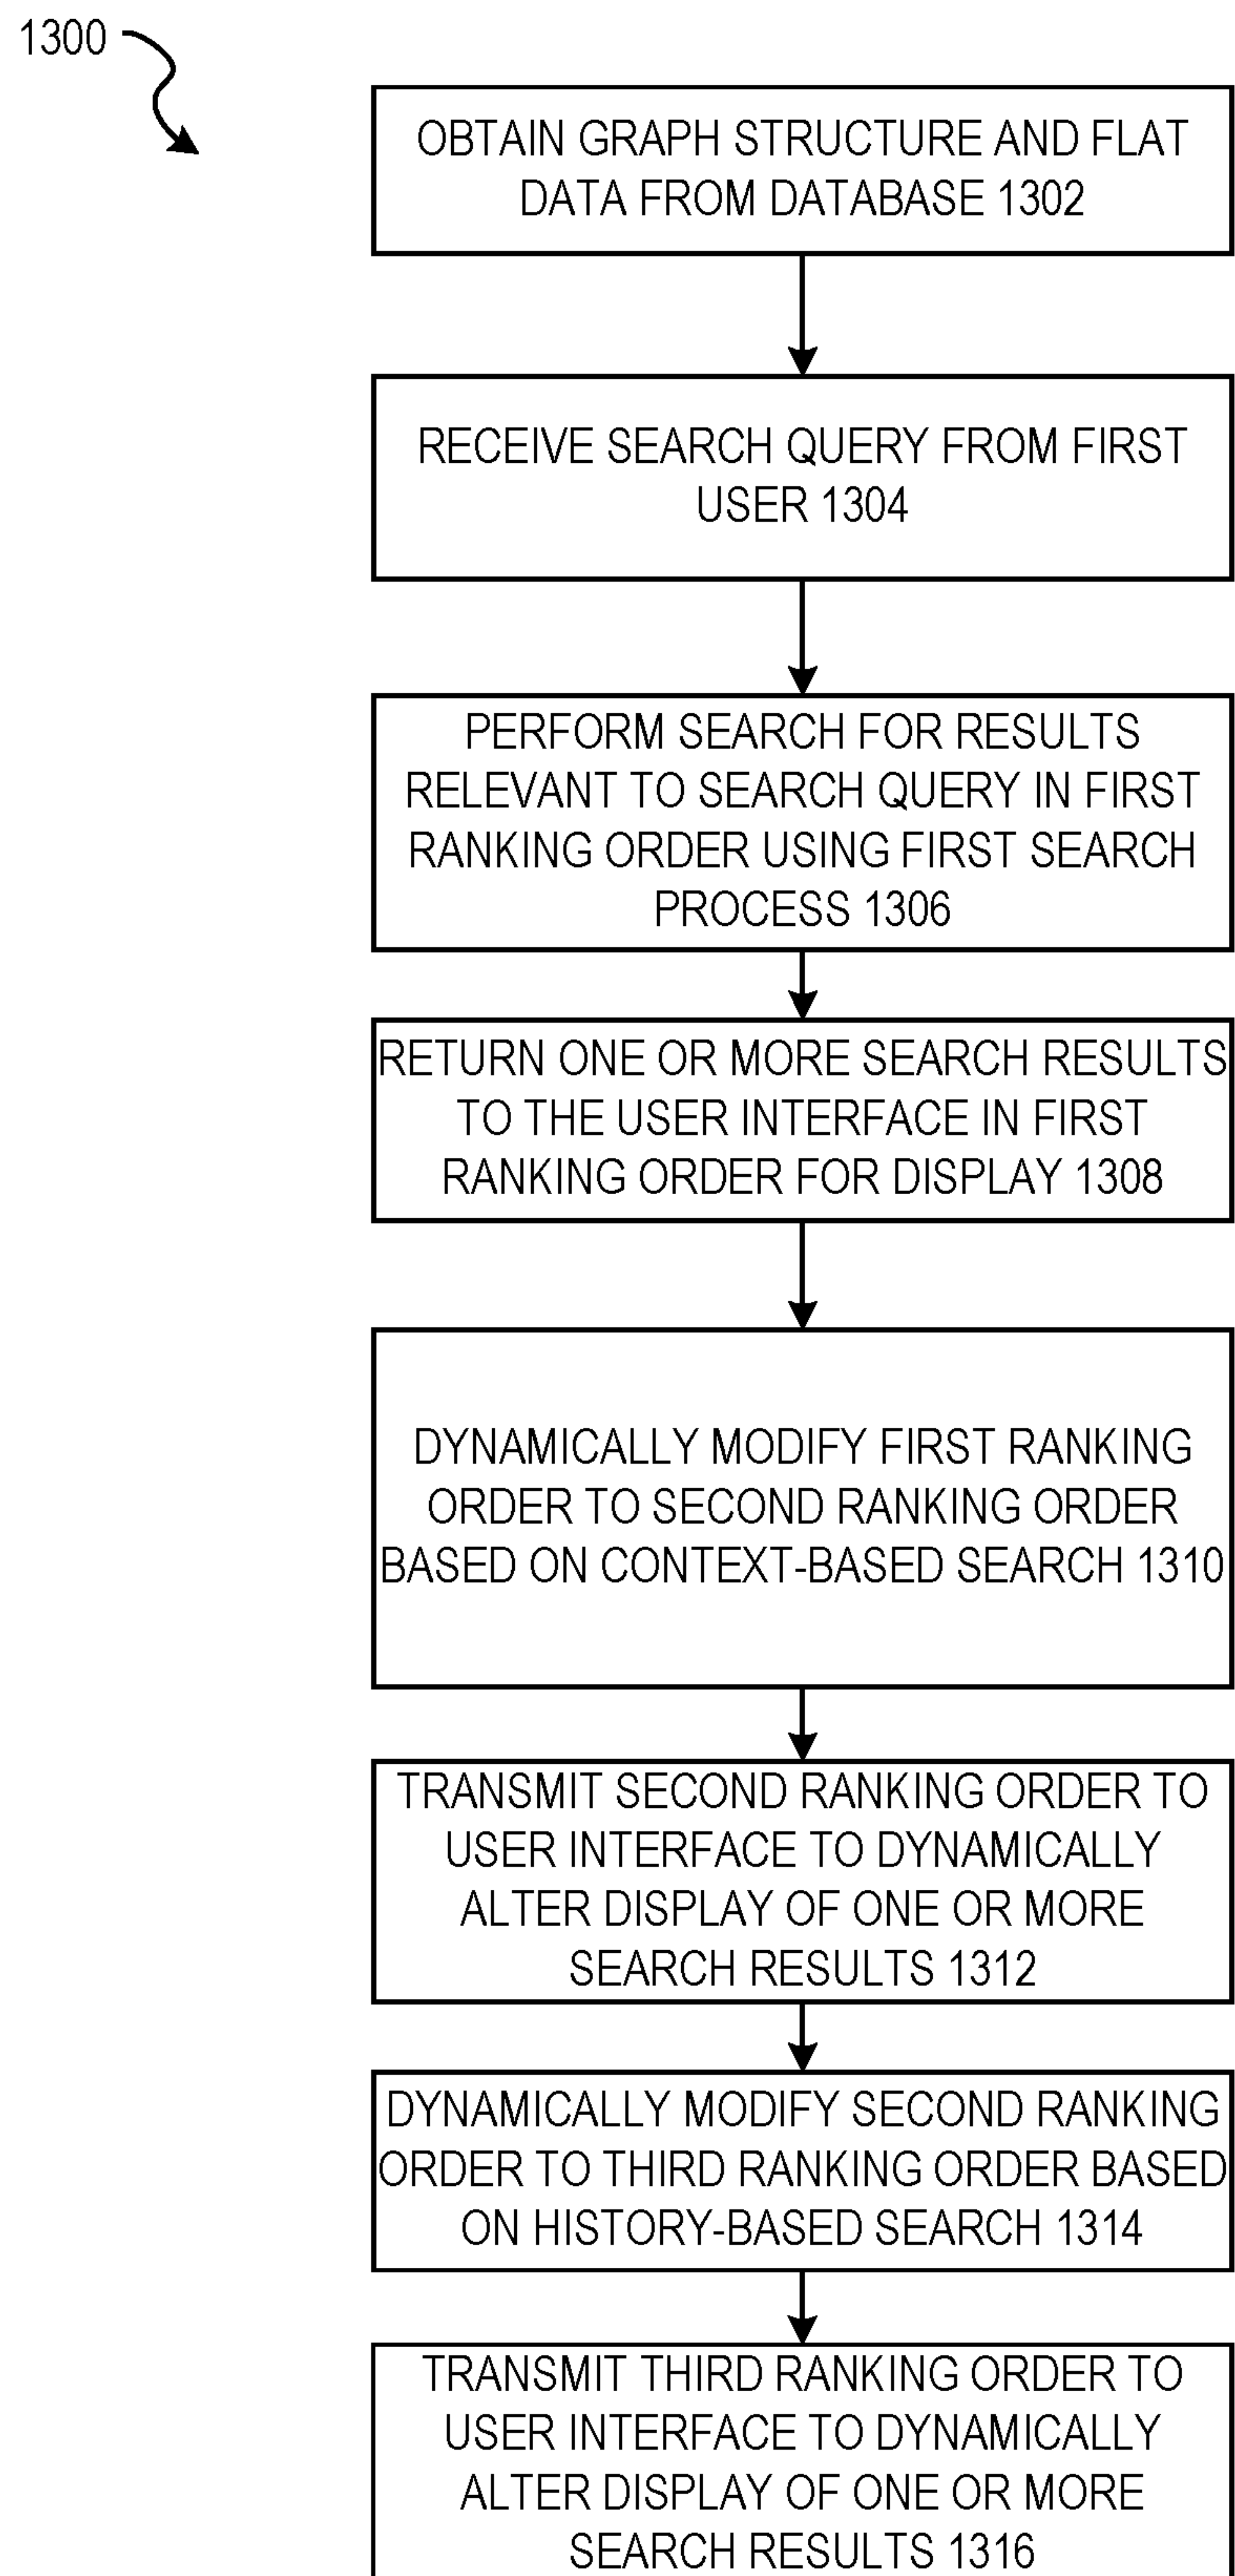 1300
OBTAIN GRAPH STRUCTURE AND FLAT
DATA FROM DATABASE 1302
RECEIVE SEARCH QUERY FROM FIRST
USER 1304
PERFORM SEARCH FOR RESULTS
RELEVANT TO SEARCH QUERY IN FIRST
RANKING ORDER USING FIRST SEARCH
PROCESS 1306
RETURN ONE OR MORE SEARCH RESULTS
TO THE USER INTERFACE IN FIRST
RANKING ORDER FOR DISPLAY 1308
DYNAMICALLY MODIFY FIRST RANKING
ORDER TO SECOND RANKING ORDER
BASED ON CONTEXT-BASED SEARCH 1310
TRANSMIT SECOND RANKING ORDER TO
USER INTERFACE TO DYNAMICALLY
ALTER DISPLAY OF ONE OR MORE
SEARCH RESULTS 1312
DYNAMICALLY MODIFY SECOND RANKING
ORDER TO THIRD RANKING ORDER BASED
ON HISTORY-BASED SEARCH 1314
TRANSMIT THIRD RANKING ORDER TO
USER INTERFACE TO DYNAMICALLY
ALTER DISPLAY OF ONE OR MORE
SEARCH RESULTS 1316